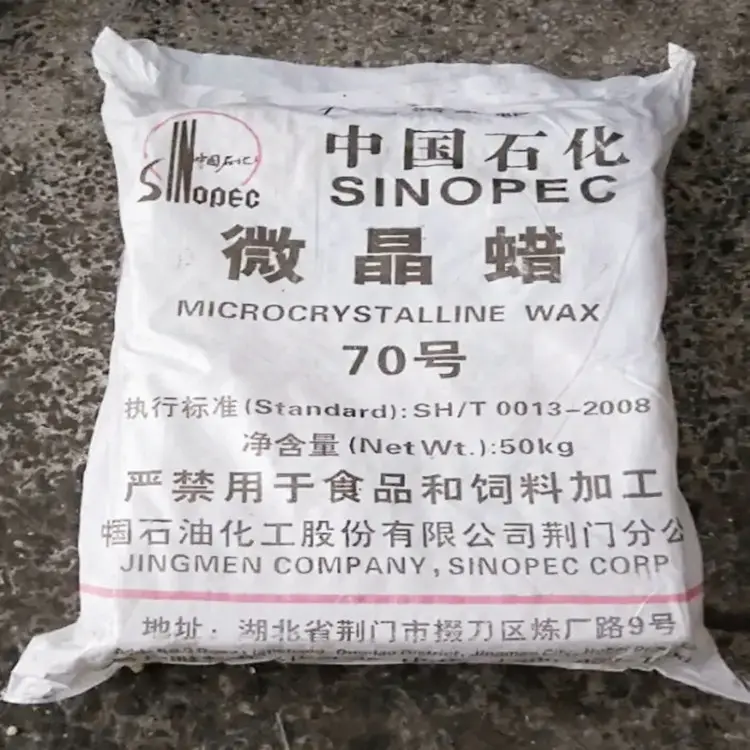 中国石化
SINOPEC
中国石化
SINOPEC
微晶蜡
MICROCRYSTALLINE WAX
70号
执行标准(Standard):SH/T 0013-2008
净含量(Net Wt.):50kg
严禁用于食品和饲料加工
国石油化工股份有限公司荆门分公
JINGMEN COMPANY, SINOPEC CORP
地址:湖北省荆门市掇刀区炼厂路9号